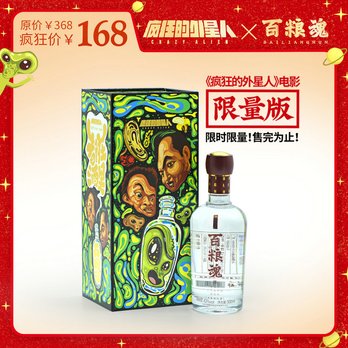 原价¥368
疯狂价¥168
疯狂的外星人
CRAZY ALIEN
×
百粮魂
BAILIANGHUN
《疯狂的外星人》电影
限量版
限时限量!售完为止!
百粮魂